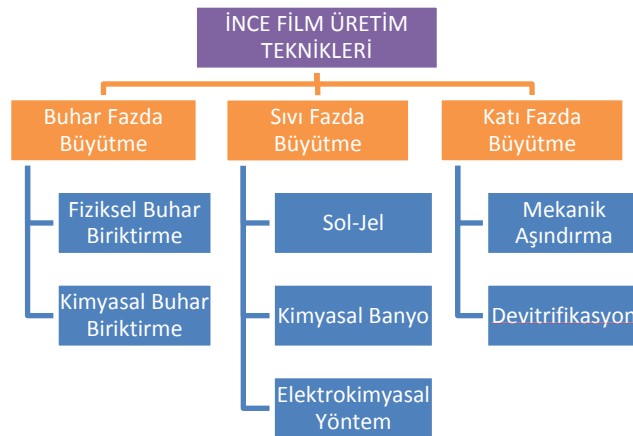 İNCE FİLM ÜRETİM
TEKNİKLERİ
Buhar Fazda
Büyütme
Sıvı Fazda
Büyütme
Katı Fazda
Büyütme
Fiziksel Buhar
Biriktirme
Kimyasal Buhar
Biriktirme
Sol-Jel
Kimyasal Banyo
Elektrokimyasal
Yöntem
Mekanik
Aşındırma
Devitrifikasyon